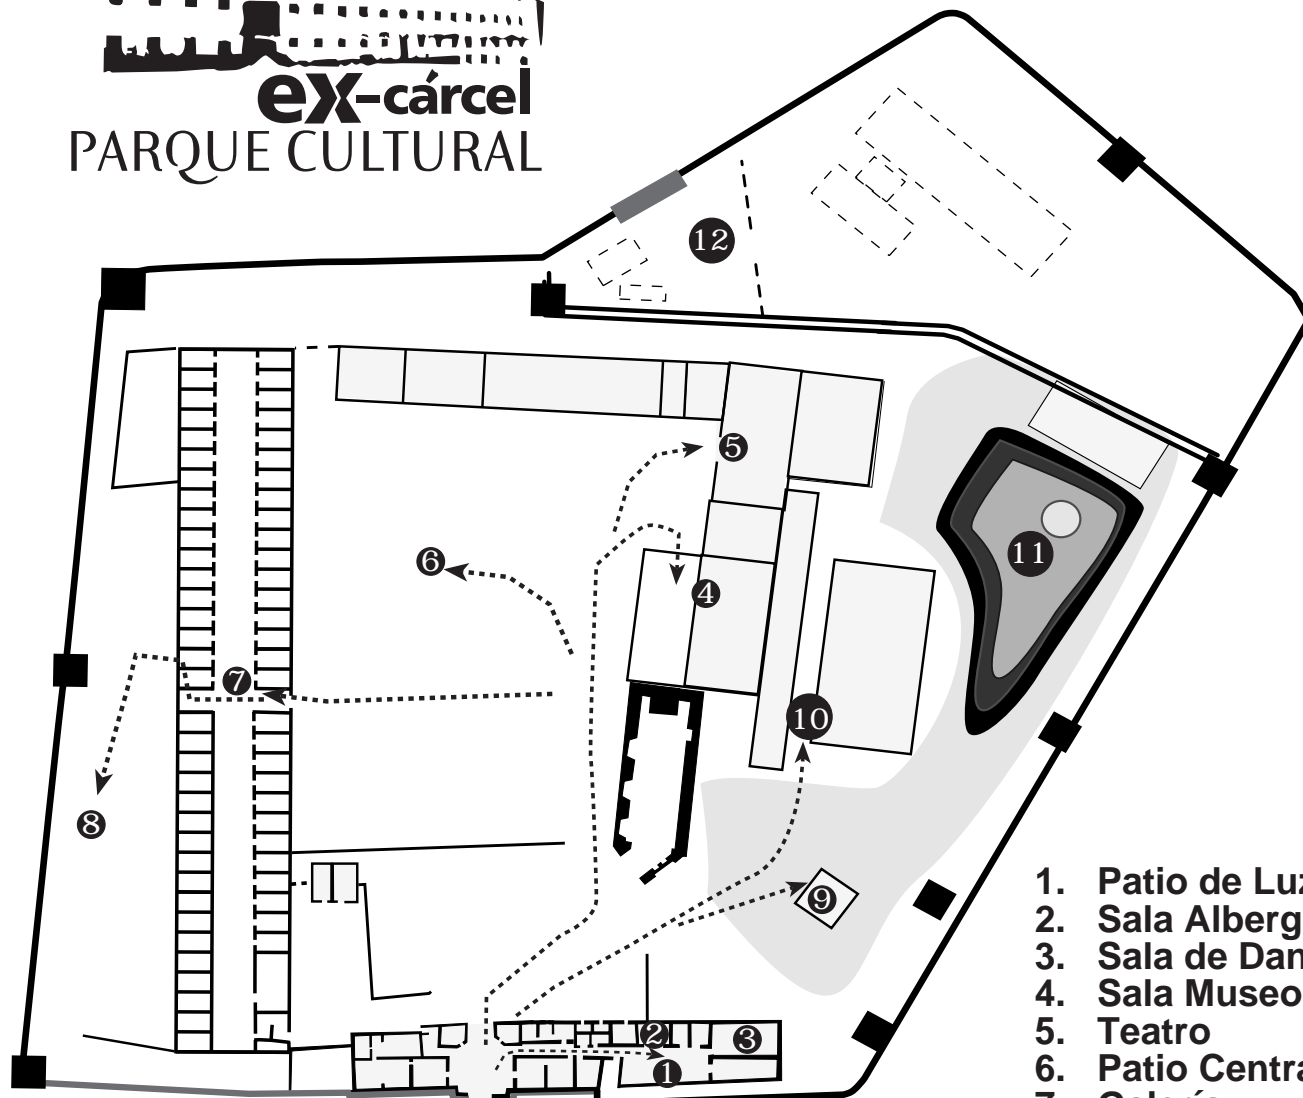 ex-cárcel
PARQUE CULTURAL
12
5
6
11
4
7
10
8
9
2
3
1
1. Patio de Luz
2. Sala Alberg
3. Sala de Dan
4. Sala Museo
5. Teatro
6. Patio Centra